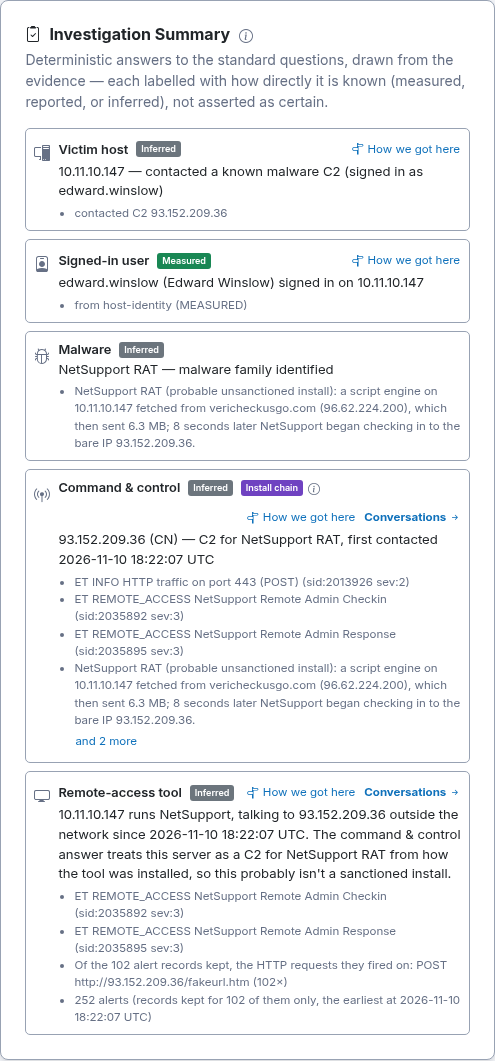 Investigation Summary
Deterministic answers to the standard questions, drawn from the
evidence — each labelled with how directly it is known (measured,
reported, or inferred), not asserted as certain.
Victim host Inferred How we got here
10.11.10.147 — contacted a known malware C2 (signed in as
edward.winslow)
• contacted C2 93.152.209.36
Signed-in user Measured How we got here
edward.winslow (Edward Winslow) signed in on 10.11.10.147
• from host-identity (MEASURED)
Malware Inferred
NetSupport RAT — malware family identified
• NetSupport RAT (probable unsanctioned install): a script engine on
10.11.10.147 fetched from vericheckusgo.com (96.62.224.200), which
then sent 6.3 MB; 8 seconds later NetSupport began checking in to the
bare IP 93.152.209.36.
Command & control Inferred Install chain
How we got here Conversations →
93.152.209.36 (CN) — C2 for NetSupport RAT, first contacted
2026-11-10 18:22:07 UTC
• ET INFO HTTP traffic on port 443 (POST) (sid:2013926 sev:2)
• ET REMOTE_ACCESS NetSupport Remote Admin Checkin
(sid:2035892 sev:3)
• ET REMOTE_ACCESS NetSupport Remote Admin Response
(sid:2035895 sev:3)
• NetSupport RAT (probable unsanctioned install): a script engine on
10.11.10.147 fetched from vericheckusgo.com (96.62.224.200), which
then sent 6.3 MB; 8 seconds later NetSupport began checking in to the
bare IP 93.152.209.36.
and 2 more
Remote-access tool Inferred How we got here Conversations →
10.11.10.147 runs NetSupport, talking to 93.152.209.36 outside the
network since 2026-11-10 18:22:07 UTC. The command & control
answer treats this server as a C2 for NetSupport RAT from how
the tool was installed, so this probably isn't a sanctioned install.
• ET REMOTE_ACCESS NetSupport Remote Admin Checkin
(sid:2035892 sev:3)
• ET REMOTE_ACCESS NetSupport Remote Admin Response
(sid:2035895 sev:3)
• Of the 102 alert records kept, the HTTP requests they fired on: POST
http://93.152.209.36/fakeurl.htm (102×)
• 252 alerts (records kept for 102 of them only, the earliest at 2026-11-10
18:22:07 UTC)